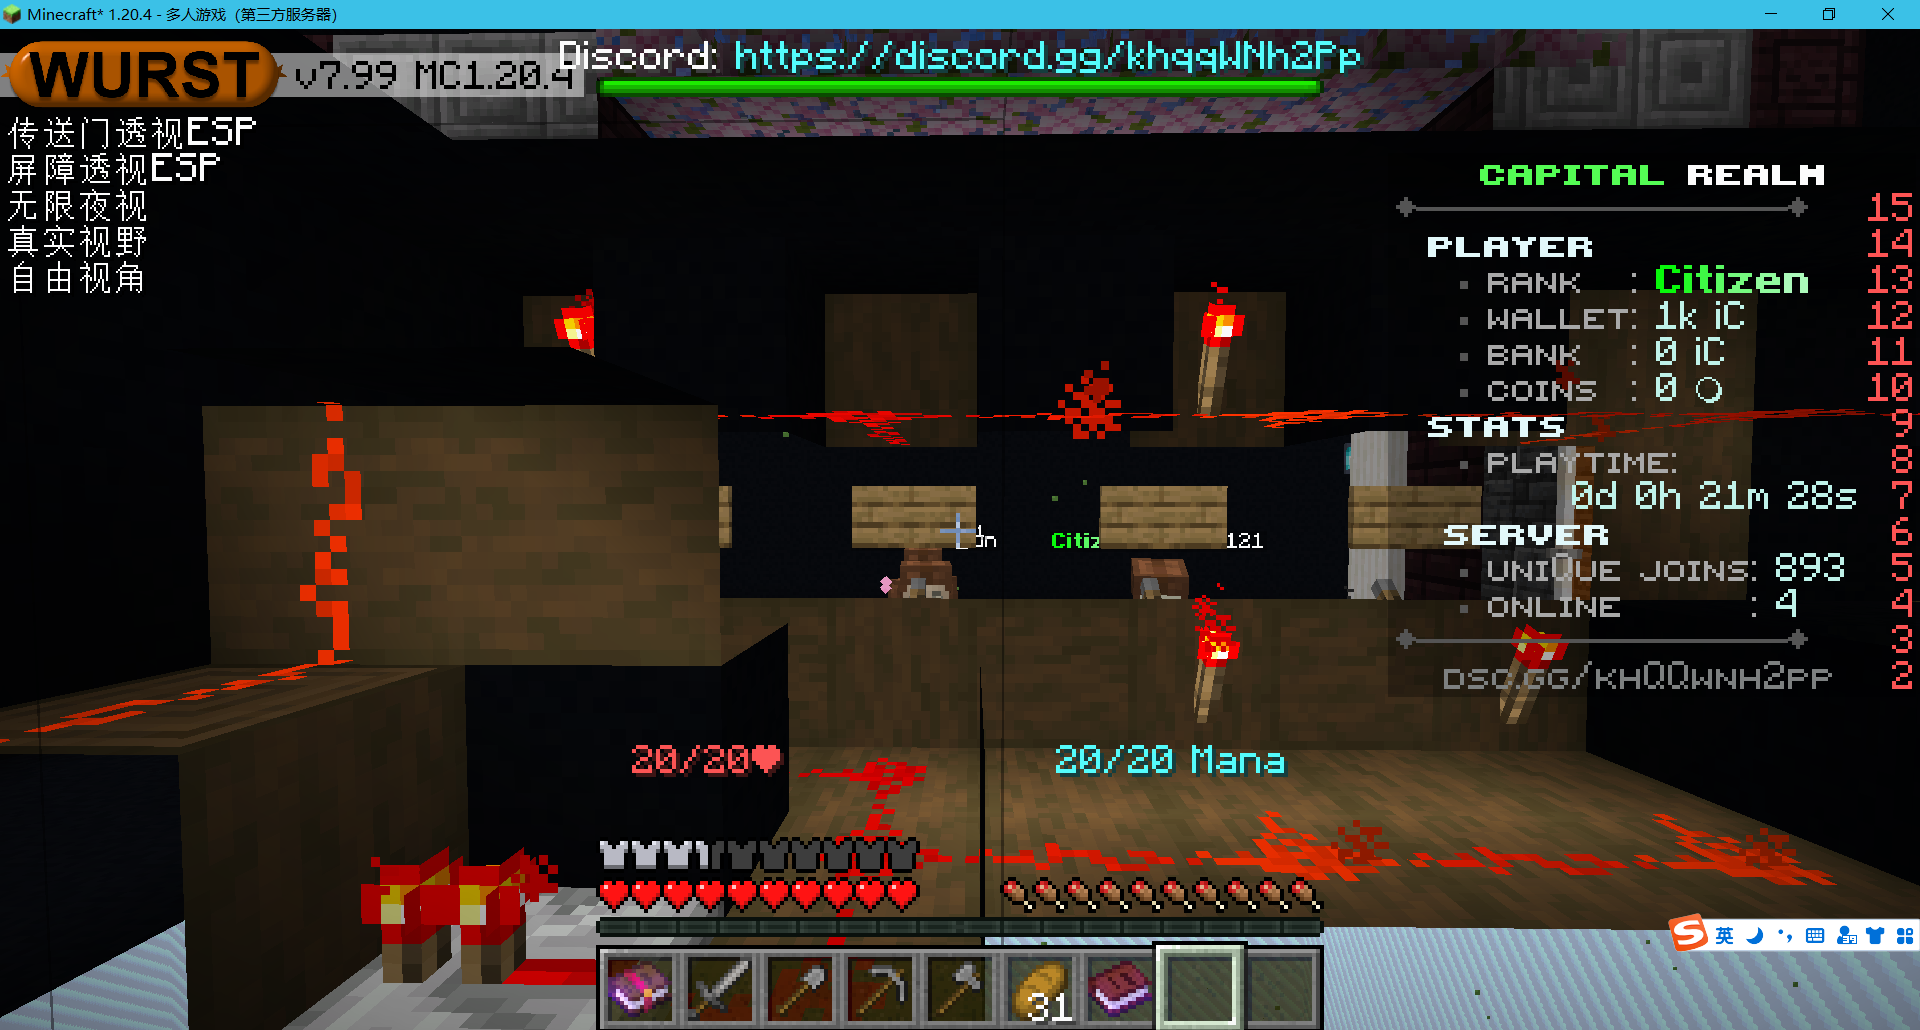 Minecraft* 1.20.4 - 多人游戏 (第三方服务器)
WURST v7.99 MC1.20.4
Discord: https://discord.gg/khqqWNh2Pp
传送门透视ESP
屏障透视ESP
无限夜视
真实视野
自由视角
CAPITAL REALM
15
PLAYER 14
RANK : Citizen 13
WALLET: 1k iC 12
BANK : 0 iC 11
COINS : 0 10
STATS 9
PLAYTIME: 8
0d 0h 21m 28s 7
SERVER 6
UNIQUE JOINS: 893 5
ONLINE : 4 4
3
DSC.GG/KHQQWNH2PP 2
Citiz
121
20/20
20/20 Mana
31
英